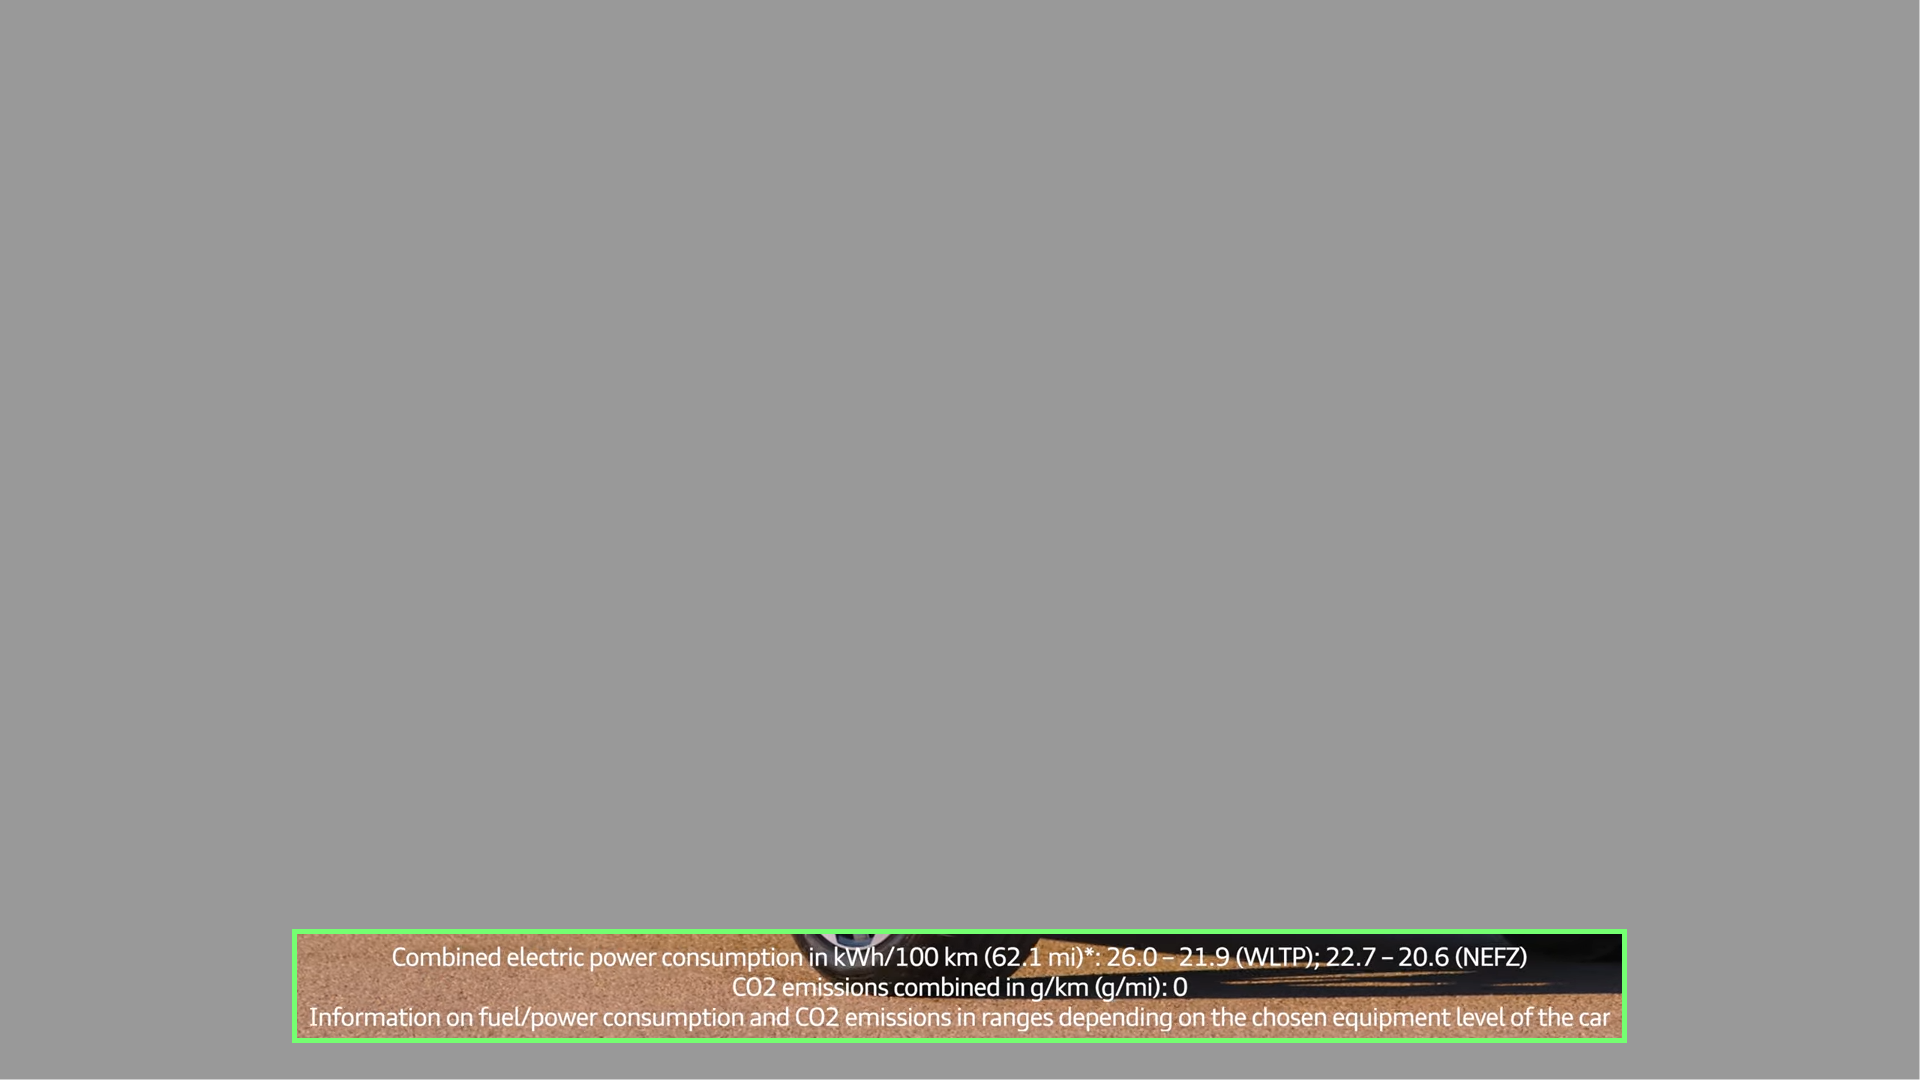 Combined electric power consumption in kWh/100 km (62.1 mi)*: 26.0 – 21.9 (WLTP); 22.7 – 20.6 (NEFZ)
CO2 emissions combined in g/km (g/mi): 0
Information on fuel/power consumption and CO2 emissions in ranges depending on the chosen equipment level of the car